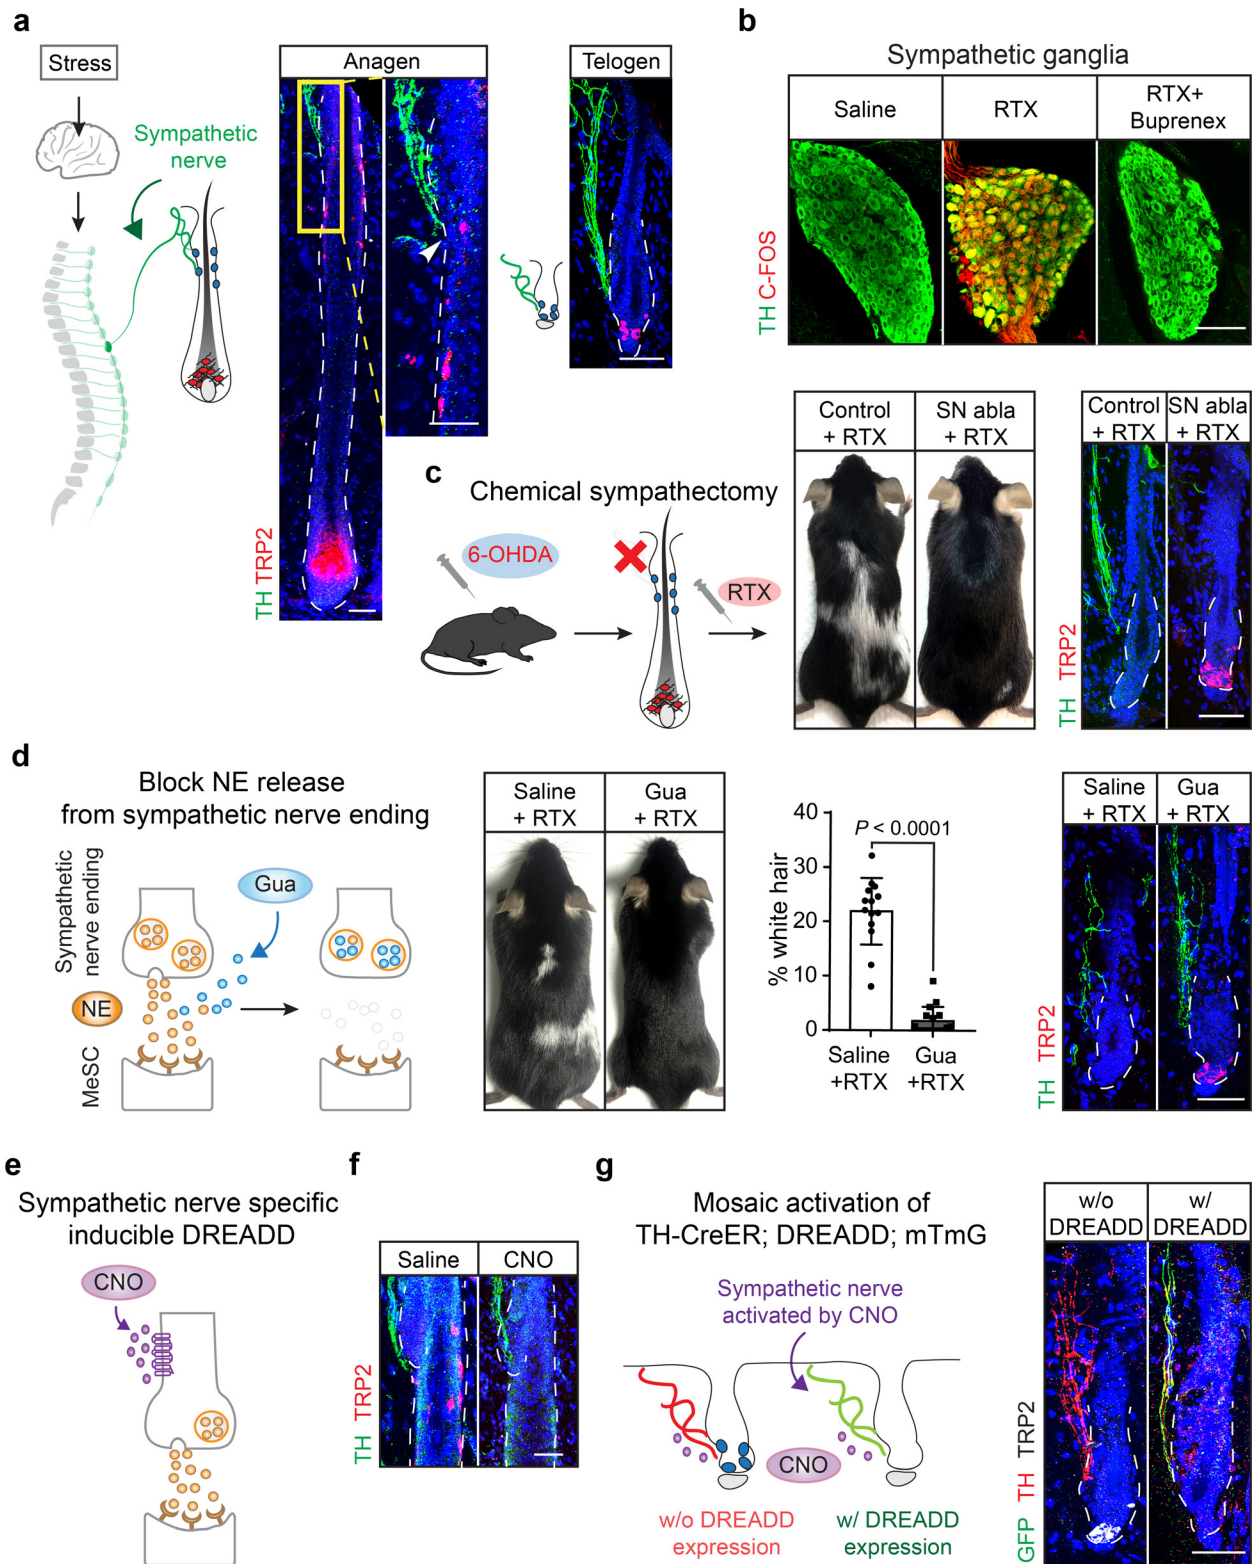 a
Stress
Sympathetic
nerve
Anagen
Telogen
TH TRP2
b
Sympathetic ganglia
Saline
RTX
RTX+
Buprenex
TH C-FOS
c
Chemical sympathectomy
6-OHDA
RTX
Control
+ RTX
SN abla
+ RTX
Control
+ RTX
SN abla
+ RTX
TH TRP2
d
Block NE release
from sympathetic nerve ending
Sympathetic
nerve ending
Gua
NE
MeSC
Saline
+ RTX
Gua
+ RTX
% white hair
40
30
20
10
0
P < 0.0001
Saline
+RTX
Gua
+RTX
Saline
+ RTX
Gua
+ RTX
TH TRP2
e
Sympathetic nerve specific
inducible DREADD
CNO
f
Saline
CNO
TH TRP2
g
Mosaic activation of
TH-CreER; DREADD; mTmG
Sympathetic nerve
activated by CNO
CNO
w/o DREADD
expression
w/ DREADD
expression
w/o
DREADD
w/
DREADD
GFP TH TRP2